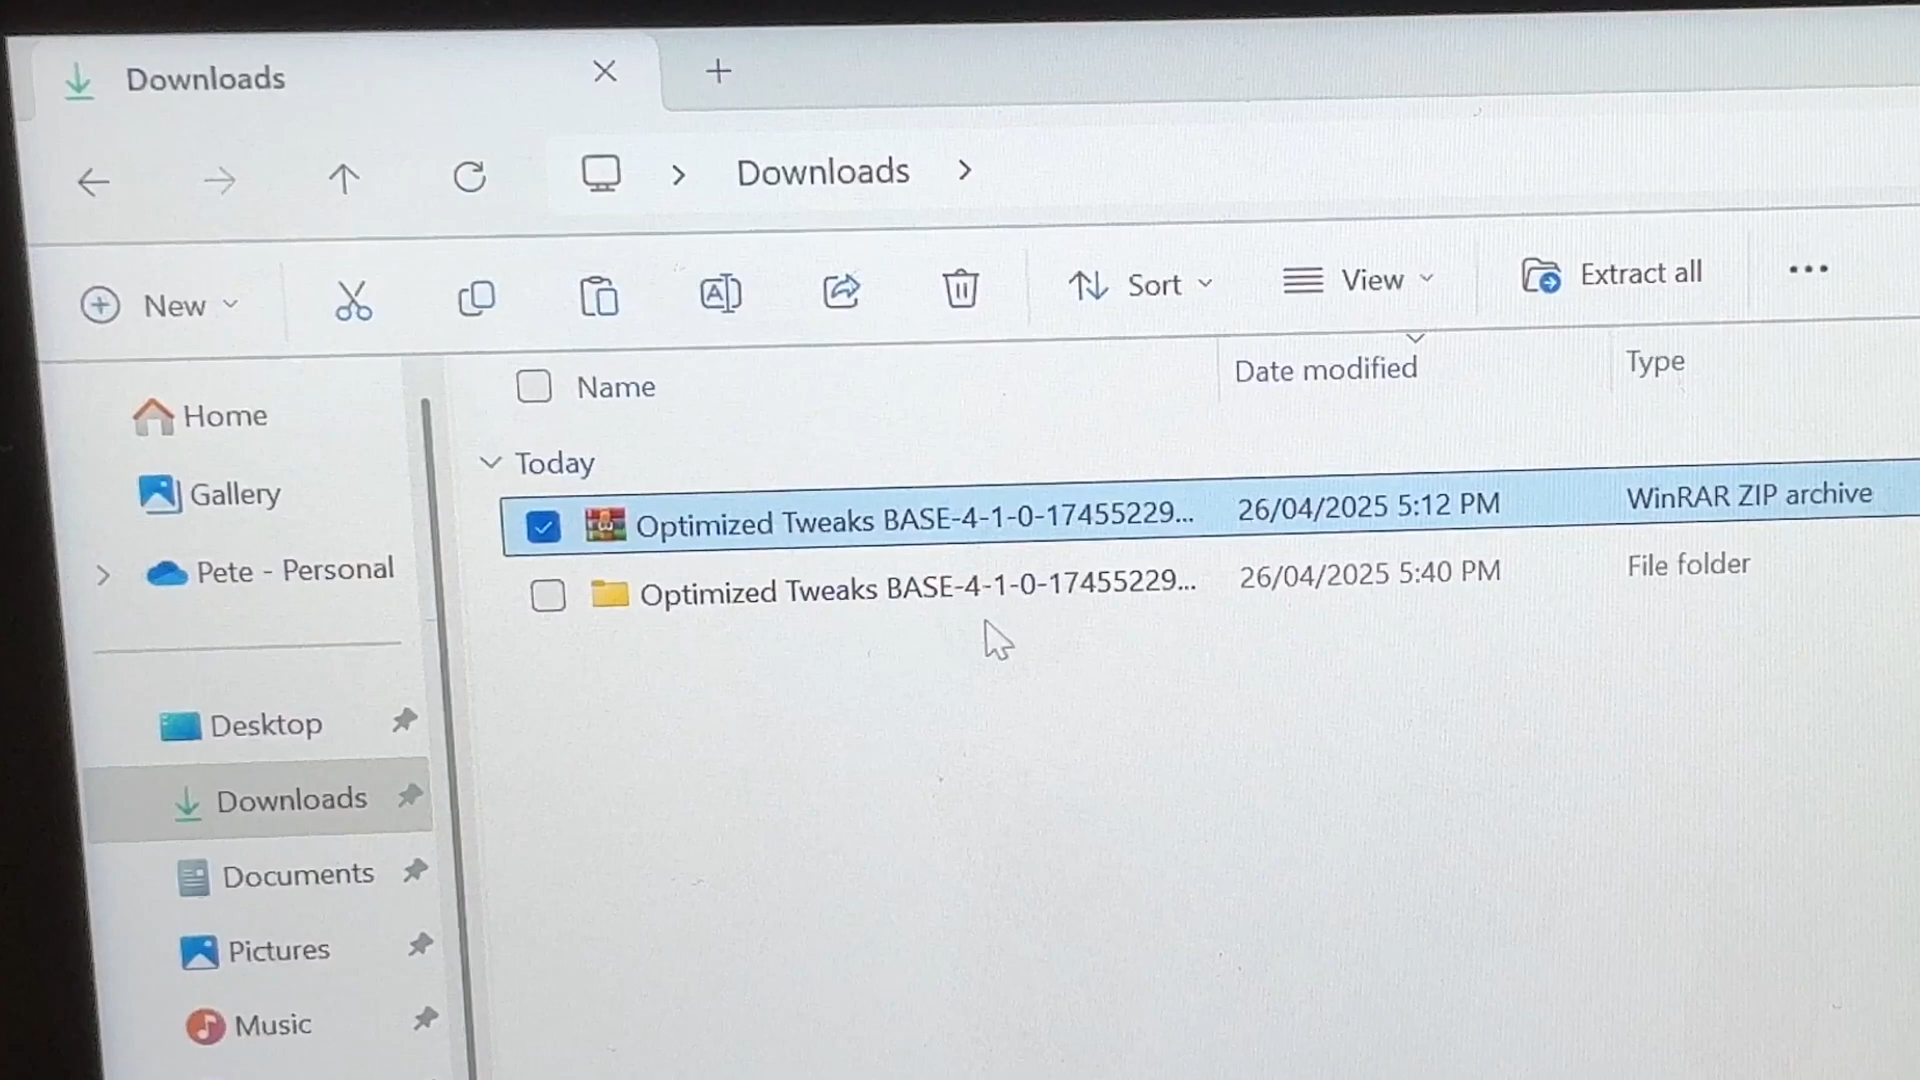 Downloads
Downloads
New
Sort
View
Extract all
Name
Date modified
Type
Home
Gallery
Pete - Personal
Desktop
Downloads
Documents
Pictures
Music
Today
Optimized Tweaks BASE-4-1-0-17455229... 26/04/2025 5:12 PM WinRAR ZIP archive
Optimized Tweaks BASE-4-1-0-17455229... 26/04/2025 5:40 PM File folder